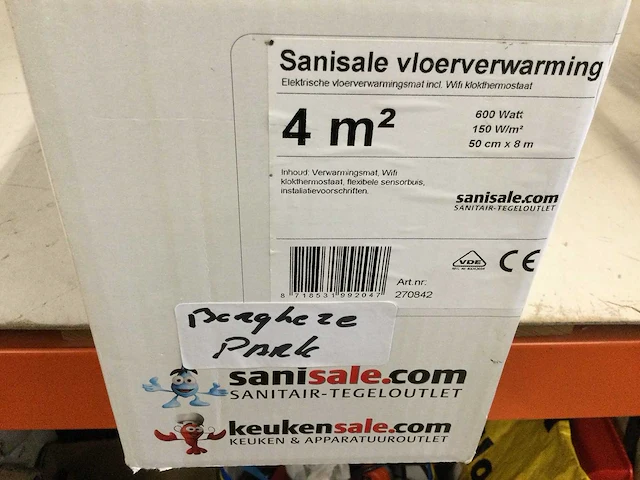 Sanisale vloerverwarming
Elektrische vloerverwarmingsmat incl. Wifi klokthermostaat
4 m²
600 Watt
150 W/m²
50 cm x 8 m
Inhoud: Verwarmingsmat, Wifi
klokthermostaat, flexibele sensorbuis,
installatievoorschriften.
sanisale.com
SANITAIR-TEGELOUTLET
VDE
CE
Art.nr:
8 718531 992047
270842
Borgheze
PARK
sanisale.com
SANITAIR-TEGELOUTLET
keukensale.com
KEUKEN & APPARATUUROUTLET